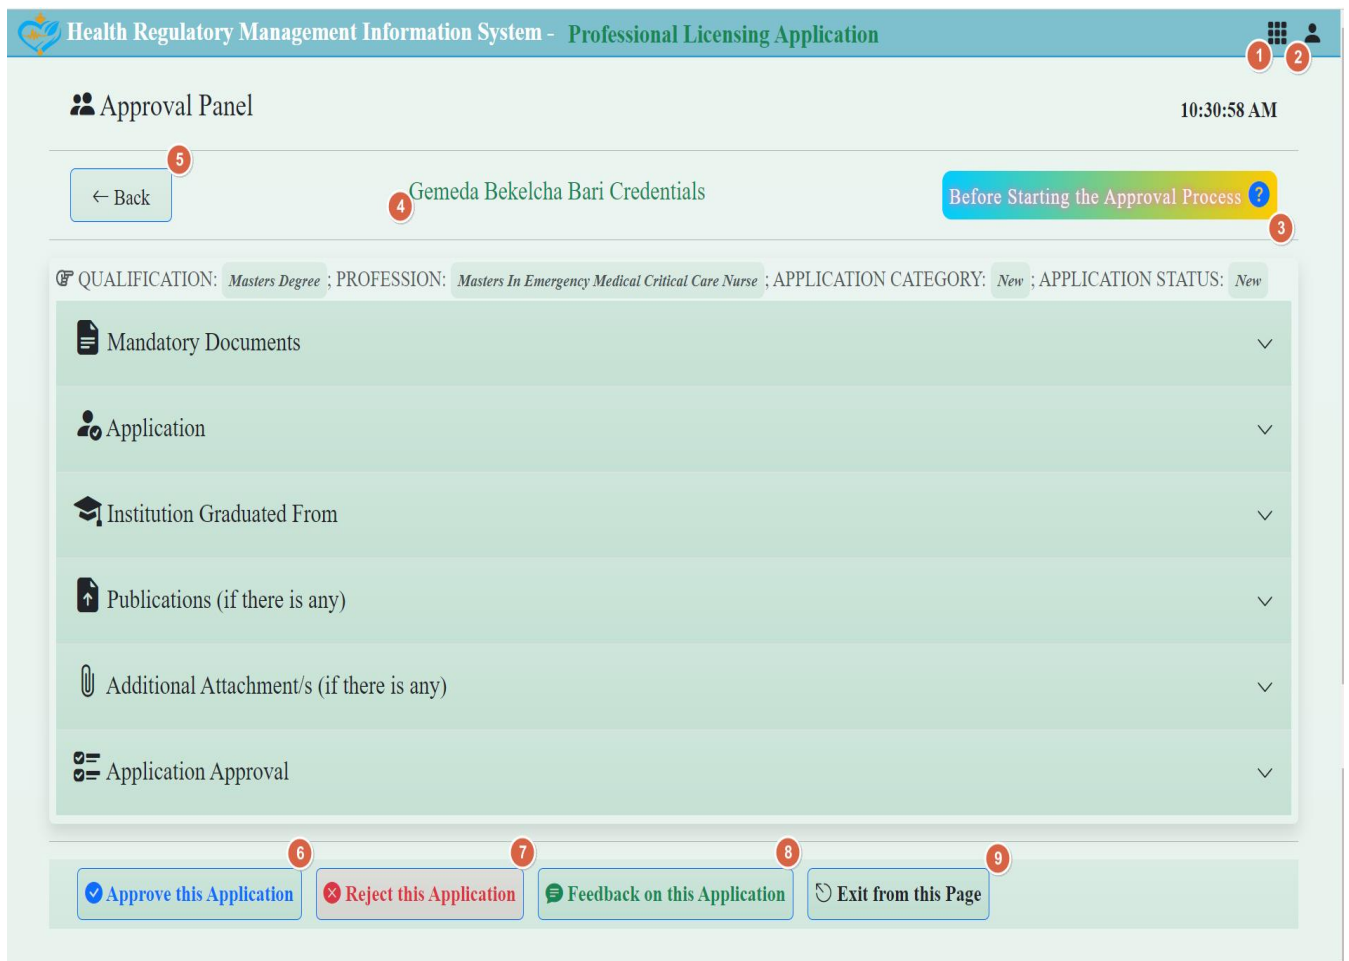 Health Regulatory Management Information System - Professional Licensing Application
1
2
Approval Panel
10:30:58 AM
5
← Back
4
Gemeda Bekelcha Bari Credentials
Before Starting the Approval Process ?
3
QUALIFICATION: Masters Degree ; PROFESSION: Masters In Emergency Medical Critical Care Nurse ; APPLICATION CATEGORY: New ; APPLICATION STATUS: New
Mandatory Documents
Application
Institution Graduated From
Publications (if there is any)
Additional Attachment/s (if there is any)
Application Approval
6
7
8
9
Approve this Application
Reject this Application
Feedback on this Application
Exit from this Page